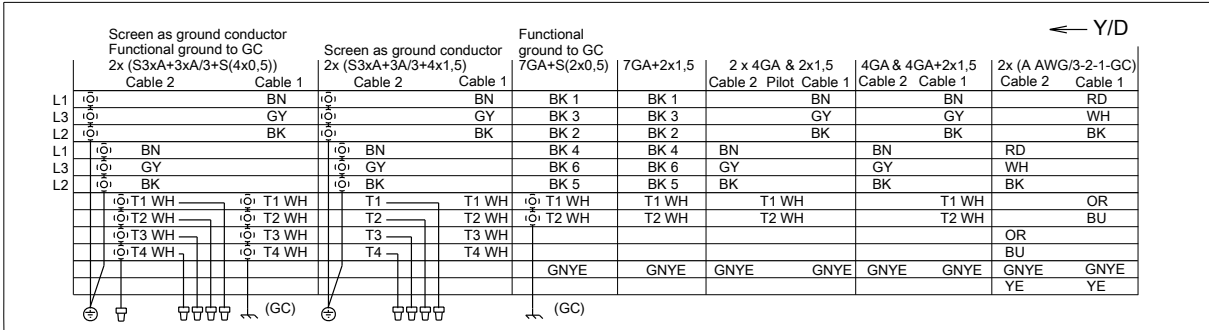 Y/D
Screen as ground conductor Functional
Functional ground to GC Screen as ground conductor ground to GC
2x (S3xA+3xA/3+S(4x0,5)) 2x (S3xA+3A/3+4x1,5) 7GA+S(2x0,5) 7GA+2x1,5 2 x 4GA & 2x1,5 4GA & 4GA+2x1,5 2x (A AWG/3-2-1-GC)
Cable 2 Cable 1 Cable 2 Cable 1 Cable 2 Pilot Cable 1 Cable 2 Cable 1 Cable 2 Cable 1
L1 BN BN BK 1 BK 1 BN BN RD
L3 GY GY BK 3 BK 3 GY GY WH
L2 BK BK BK 2 BK 2 BK BK BK
L1 BN BN BK 4 BK 4 BN BN RD
L3 GY GY BK 6 BK 6 GY GY WH
L2 BK BK BK 5 BK 5 BK BK BK
T1 WH T1 WH T1 T1 WH T1 WH T1 WH T1 WH T1 WH OR
T2 WH T2 WH T2 T2 WH T2 WH T2 WH T2 WH T2 WH BU
T3 WH T3 WH T3 T3 WH OR
T4 WH T4 WH T4 T4 WH BU
GNYE GNYE GNYE GNYE GNYE GNYE GNYE GNYE
YE YE
(GC) (GC)